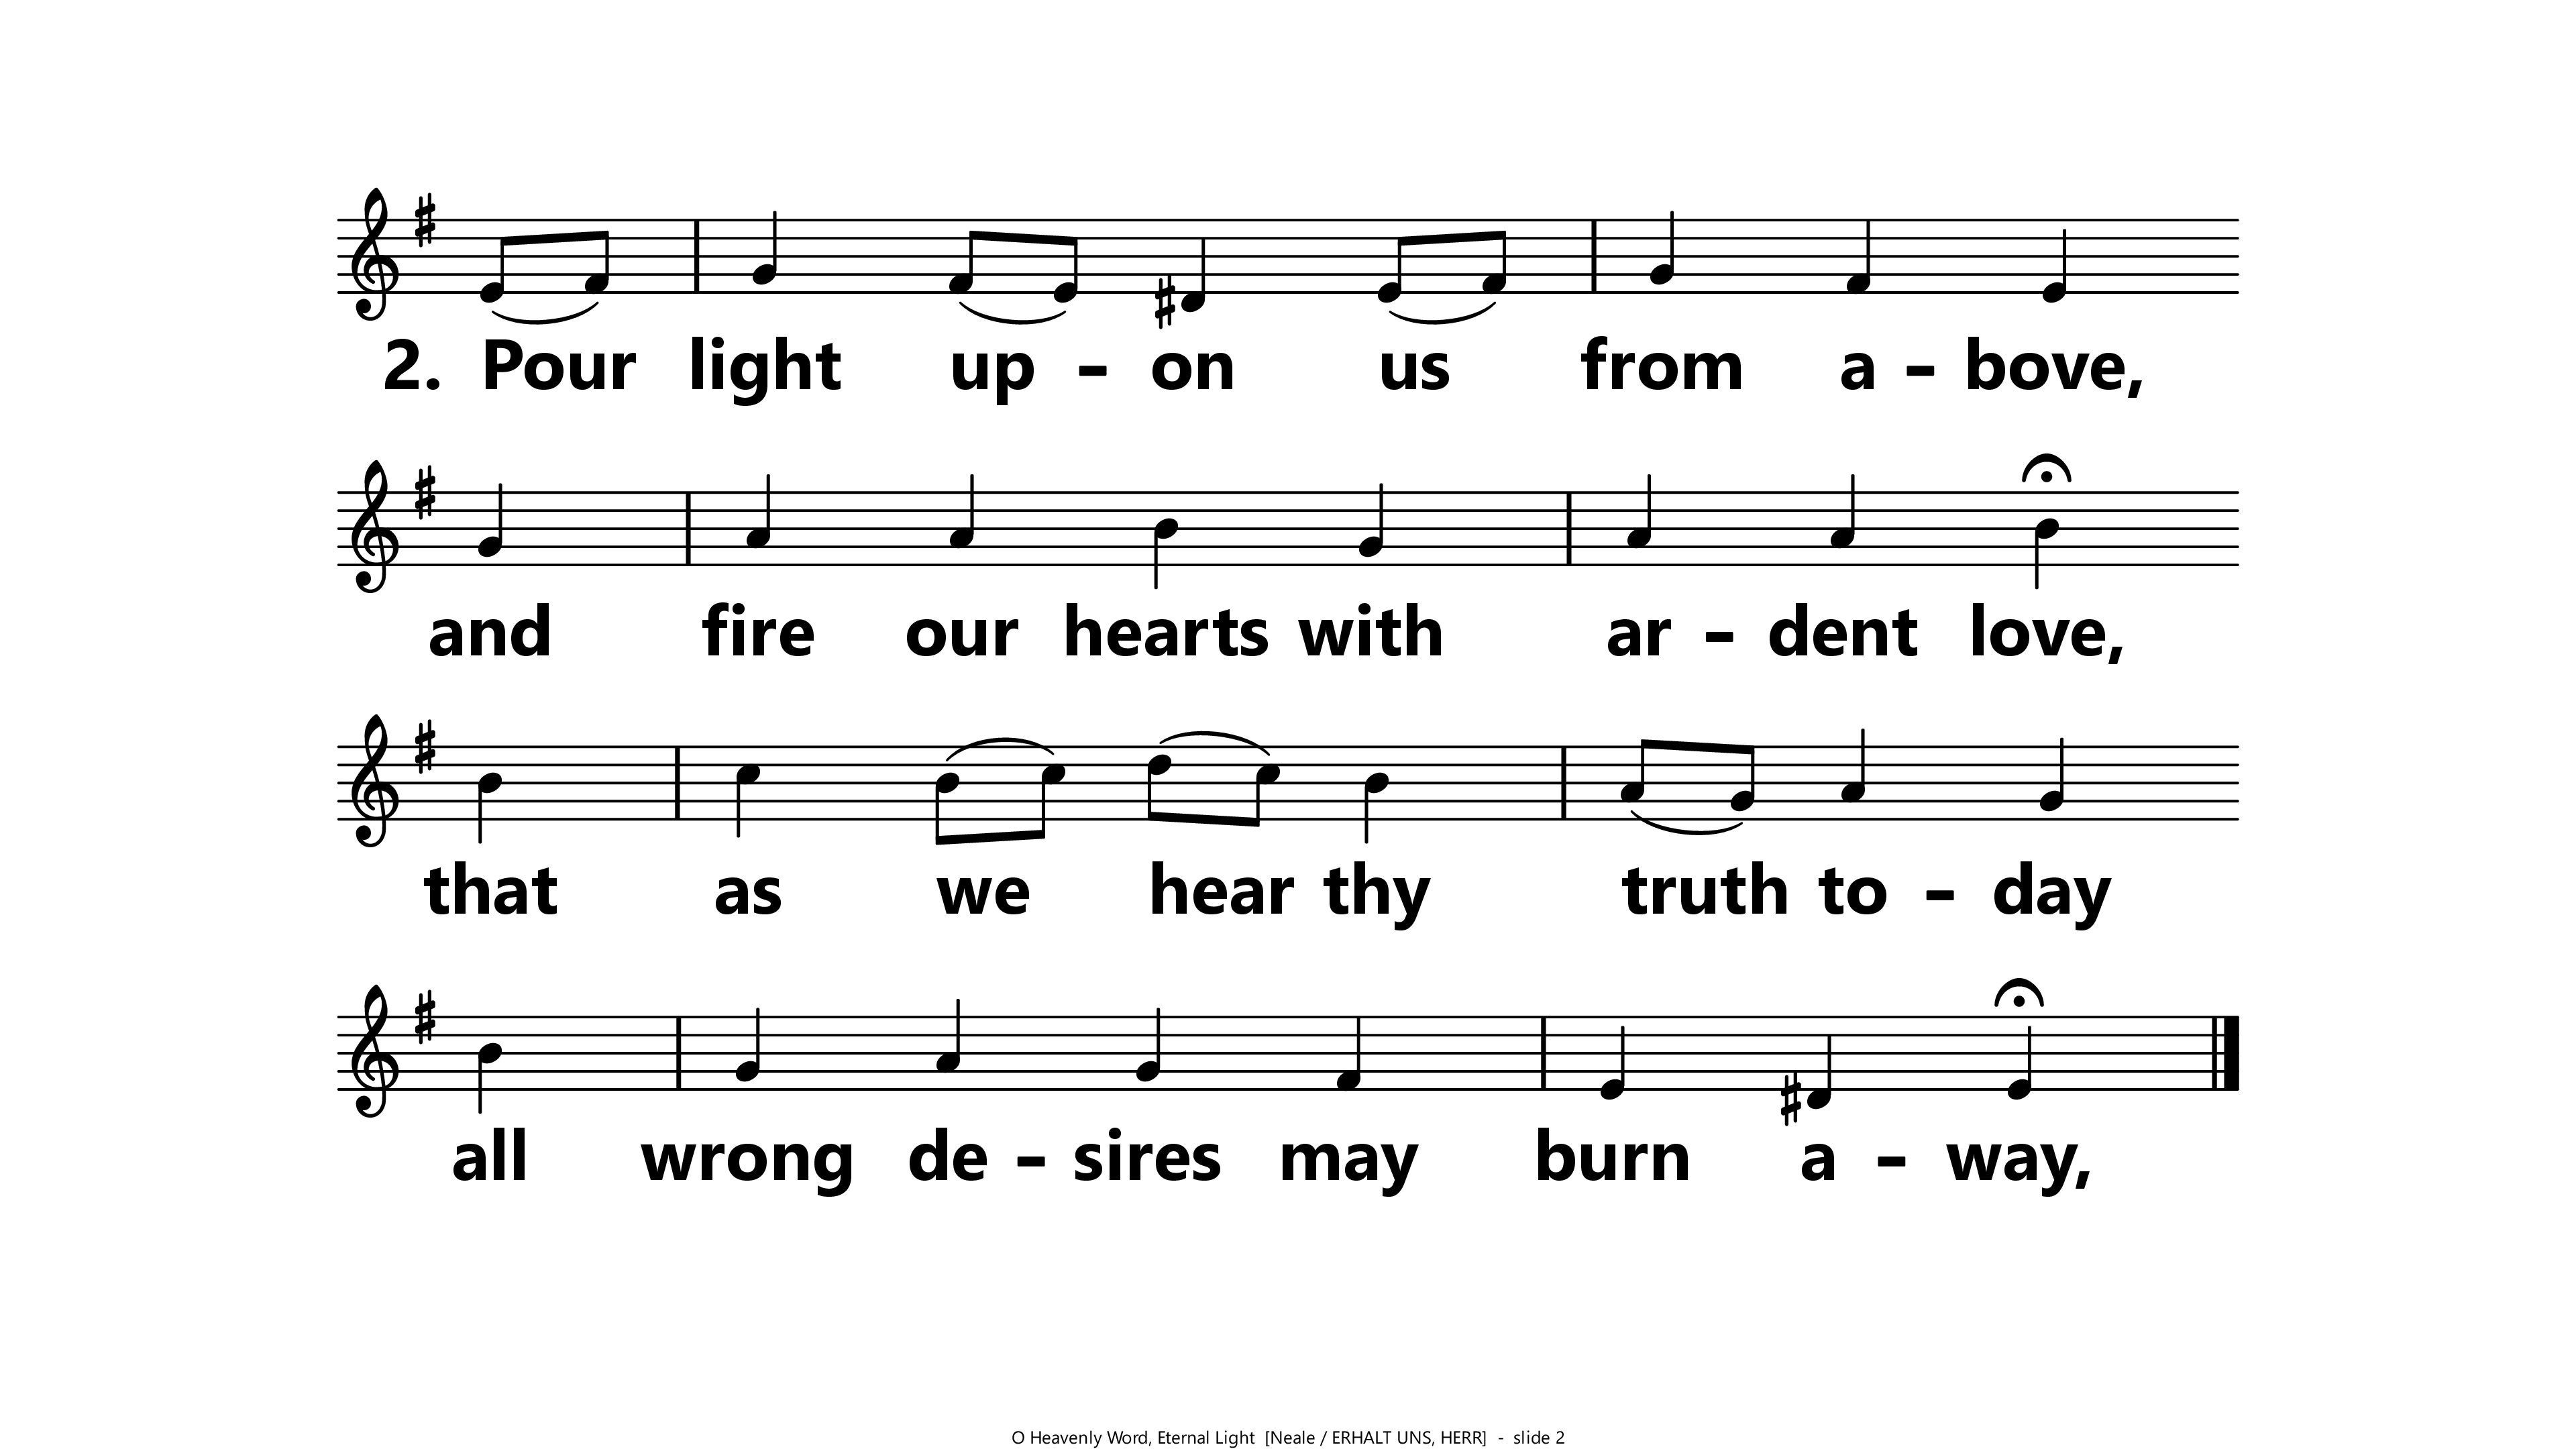 2. Pour light up - on us from a - bove,
and fire our hearts with ar - dent love,
that as we hear thy truth to - day
all wrong de - sires may burn a - way,
O Heavenly Word, Eternal Light [Neale / ERHALT UNS, HERR] - slide 2